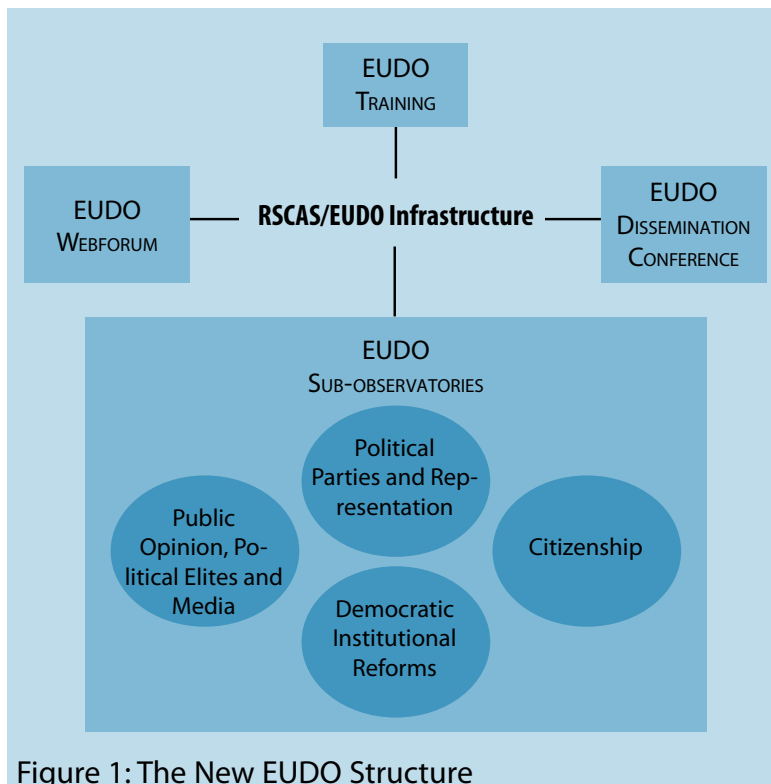 EUDO
TRAINING
EUDO
WEBFORUM
RSCAS/EUDO Infrastructure
EUDO
DISSEMINATION
CONFERENCE
EUDO
SUB-OBSERVATORIES
Political
Parties and Rep-
resentation
Public
Opinion, Po-
litical Elites and
Media
Citizenship
Democratic
Institutional
Reforms
Figure 1: The New EUDO Structure